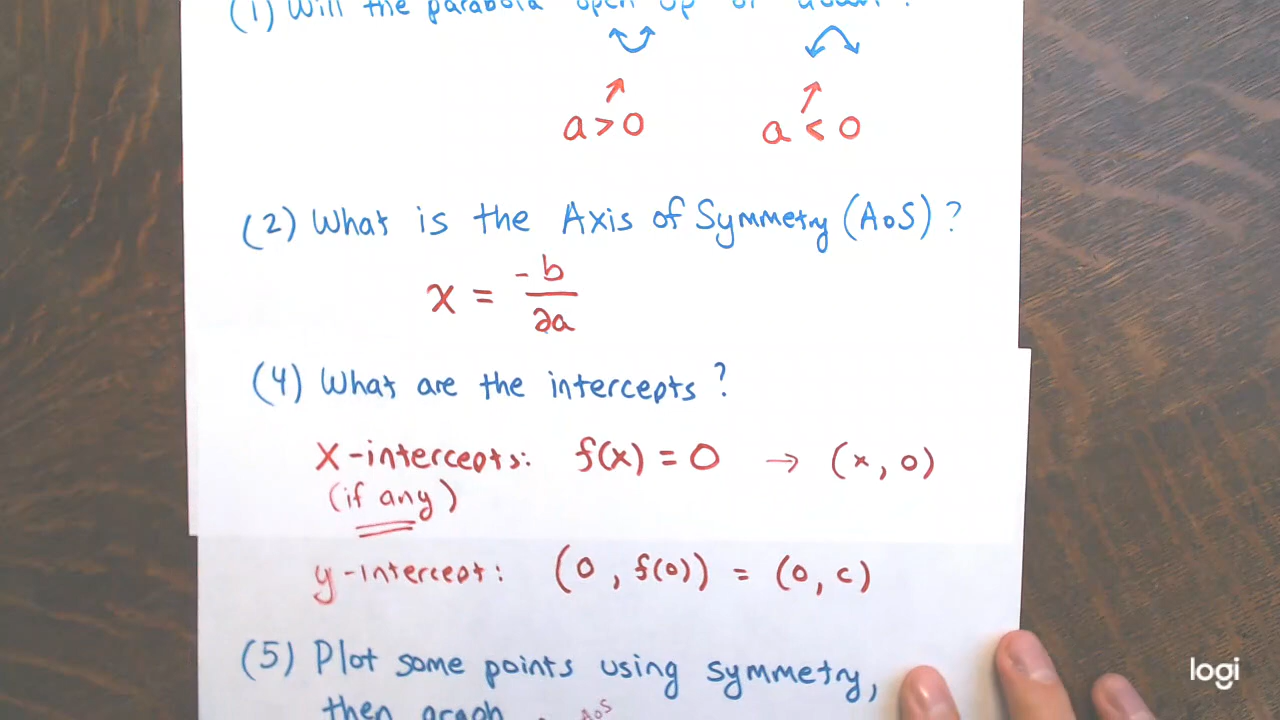 (1) Will the parabola open up or down?
a > 0 a < 0
(2) What is the Axis of Symmetry (AoS)?
x = -b/2a
(4) What are the intercepts?
x-intercepts: f(x) = 0 → (x, 0)
(if any)
y-intercept: (0, f(0)) = (0, c)
(5) Plot some points using symmetry,
then graph
AoS
logi